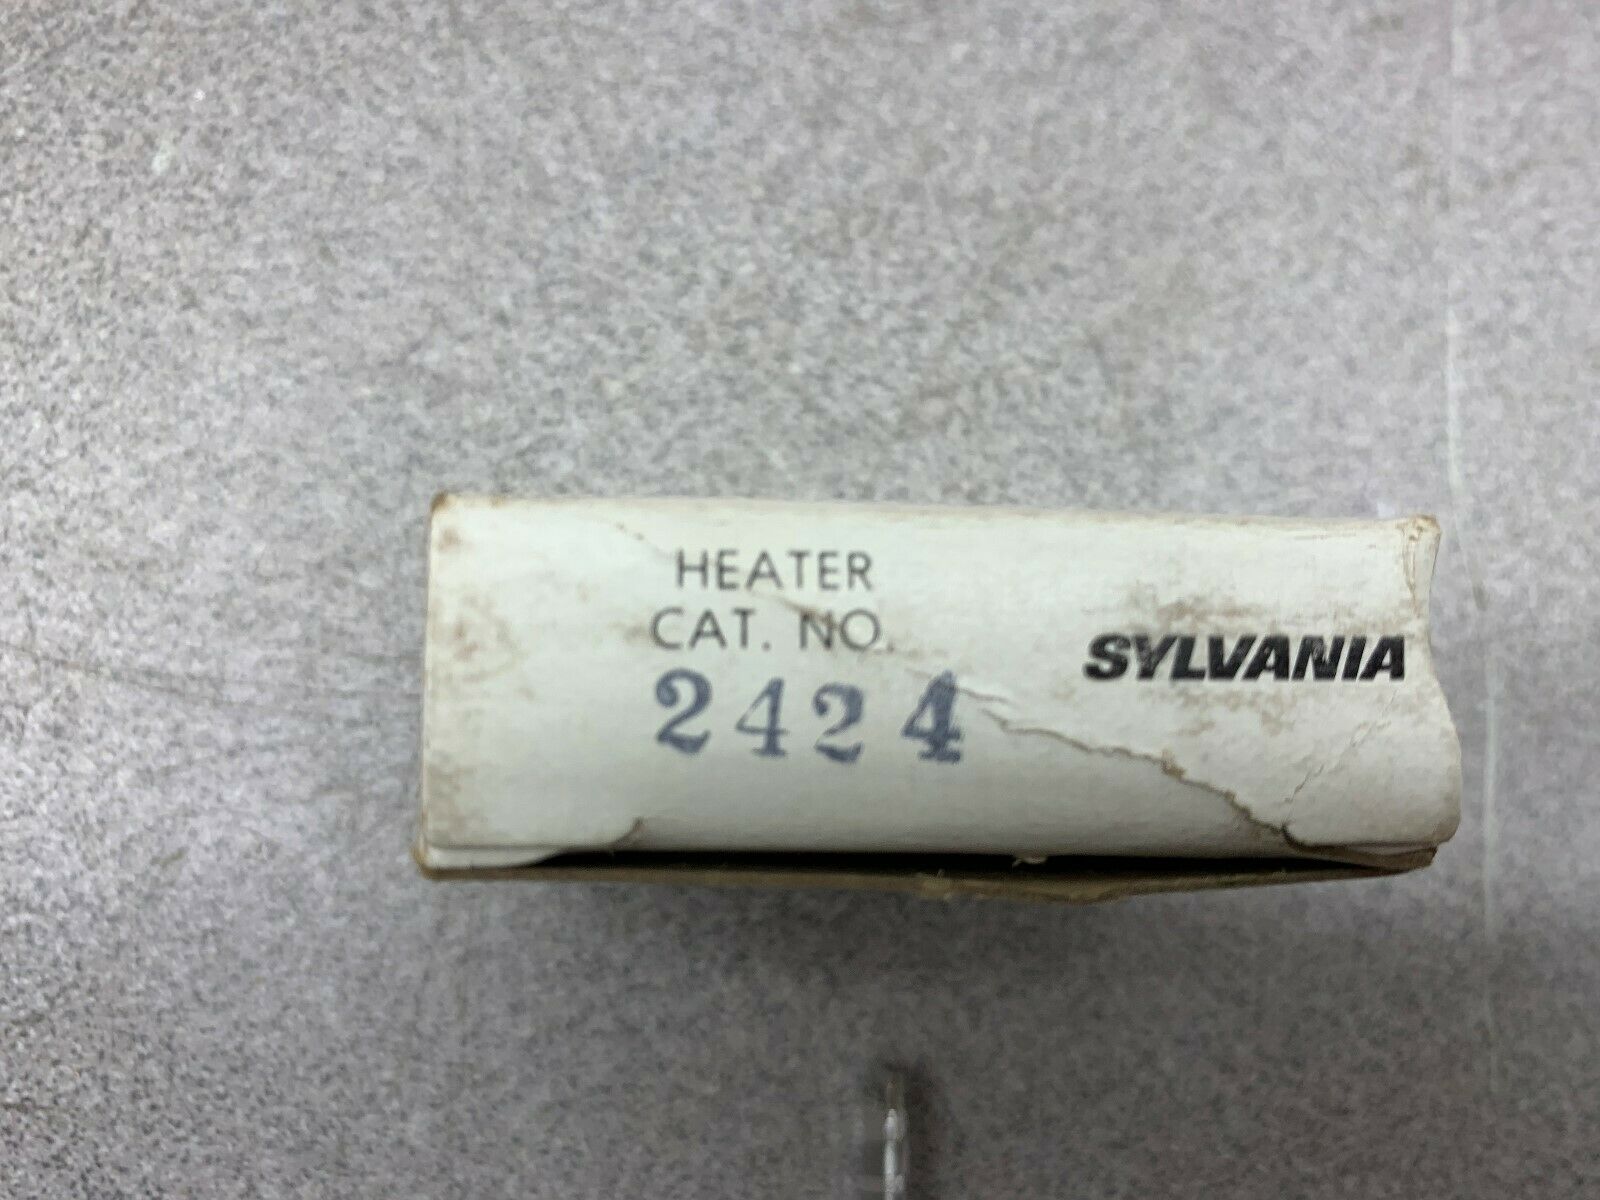 HEATER
CAT. NO.
2424
SYLVANIA